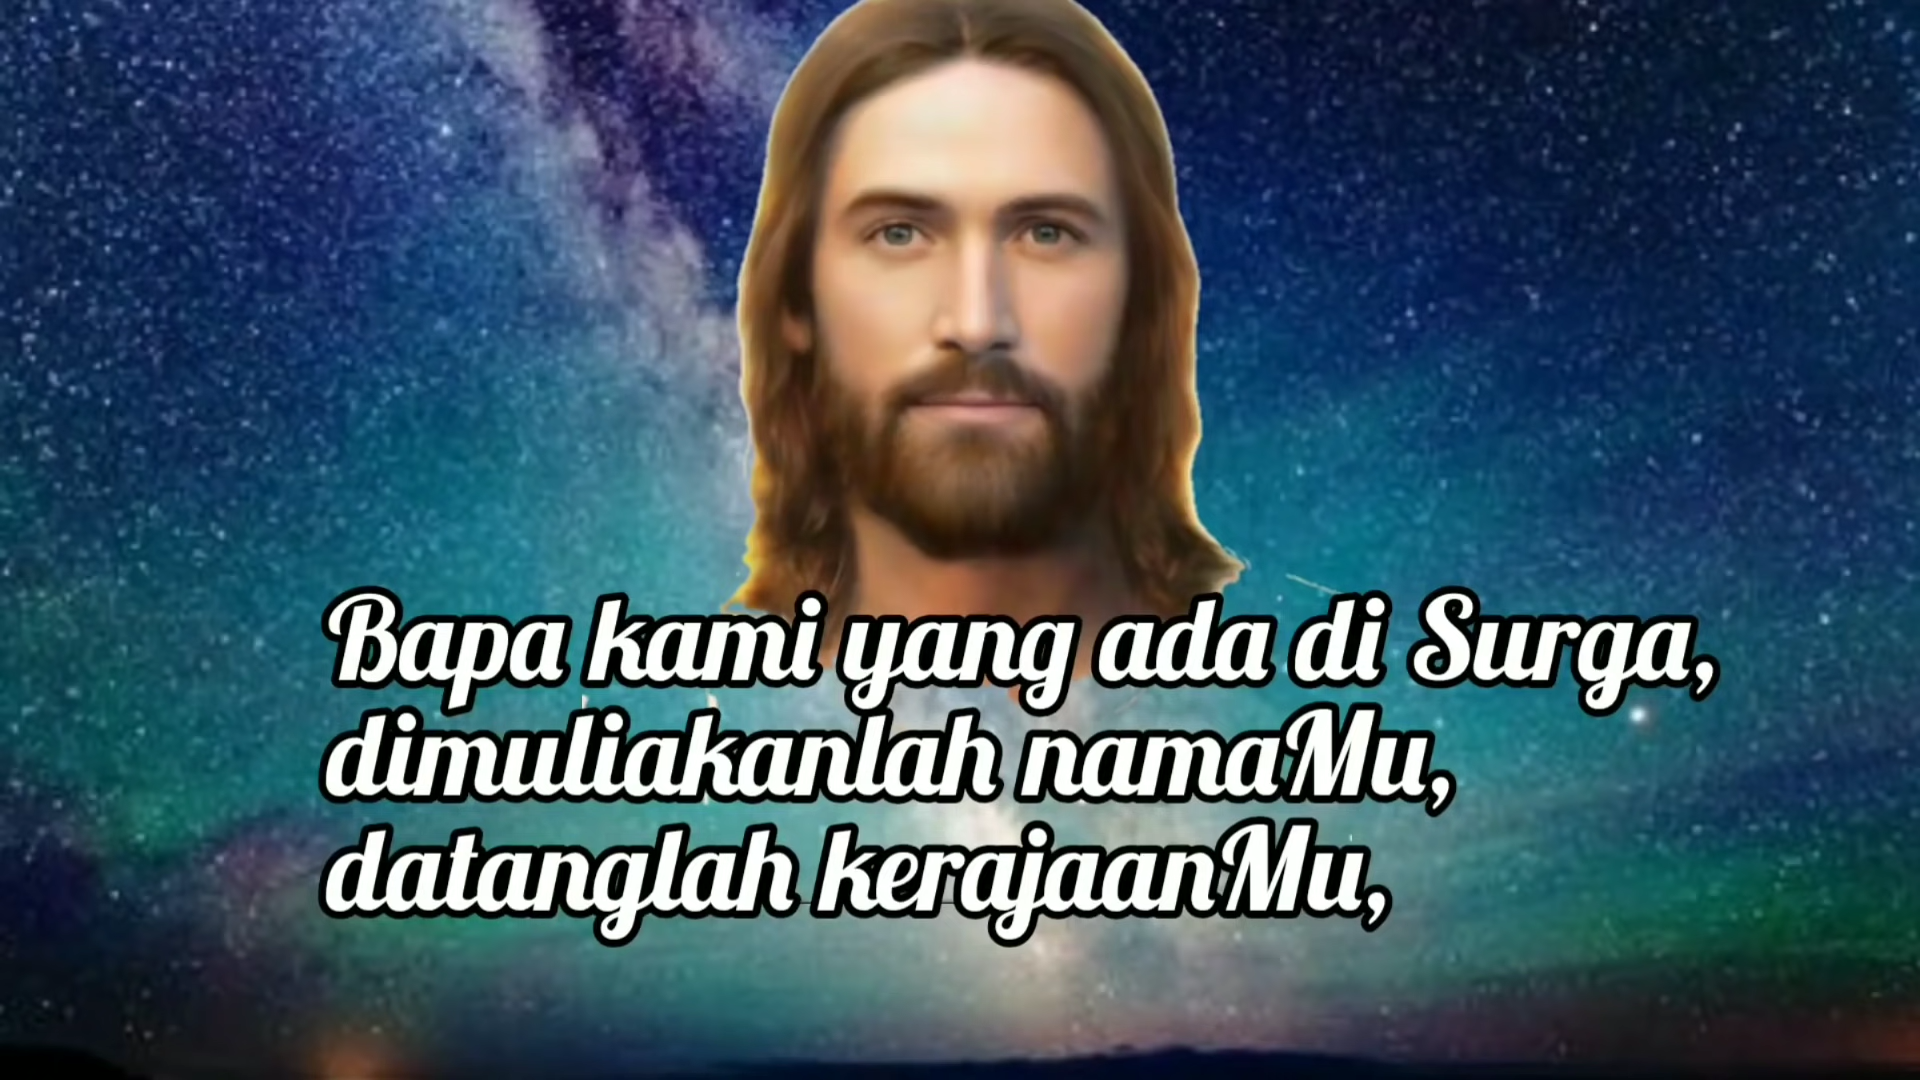 Bapa kami yang ada di Surga,
dimuliakanlah namaMu,
datanglah kerajaanMu,